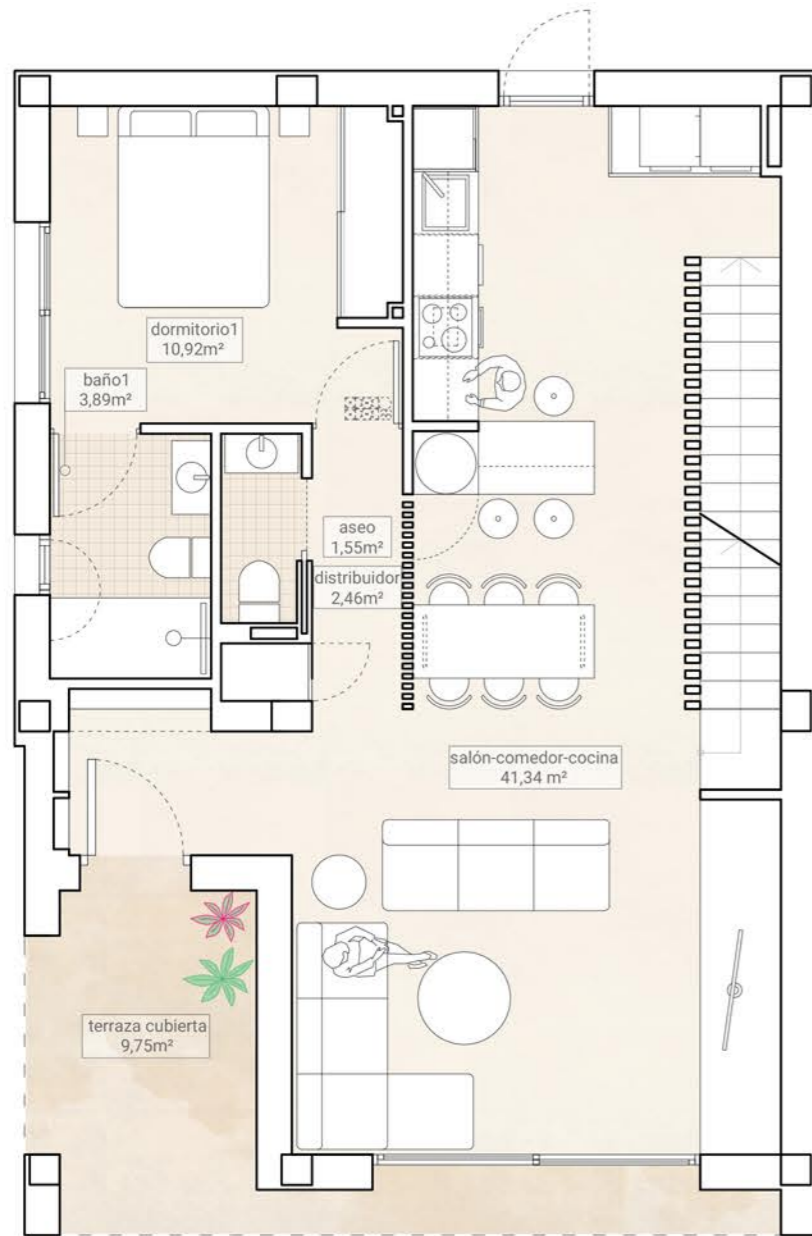 dormitorio1
10,92m²
baño1
3,89m²
aseo
1,55m²
distribuidor
2,46m²
salón-comedor-cocina
41,34 m²
terraza cubierta
9,75m²